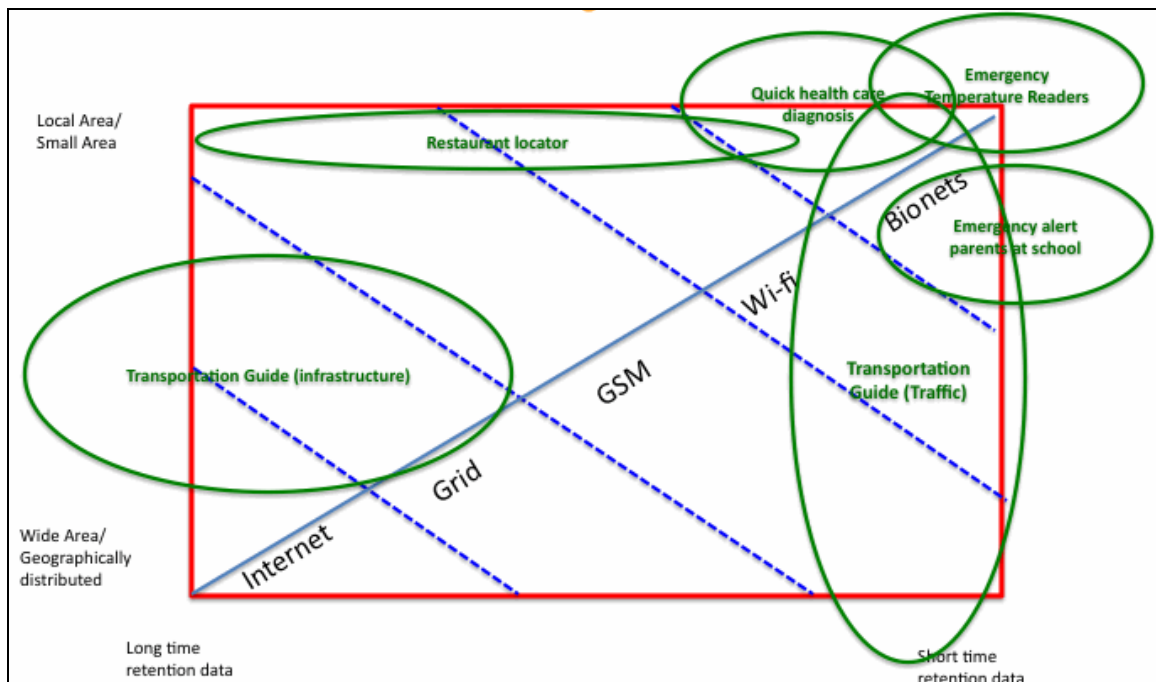 Emergency
Temperature Readers
Quick health care
diagnosis
Local Area/
Small Area
Restaurant locator
Bionets
Emergency alert
parents at school
Wi-fi
Transportation Guide (infrastructure)
GSM
Transportation
Guide (Traffic)
Grid
Internet
Wide Area/
Geographically
distributed
Long time
retention data
Short time
retention data